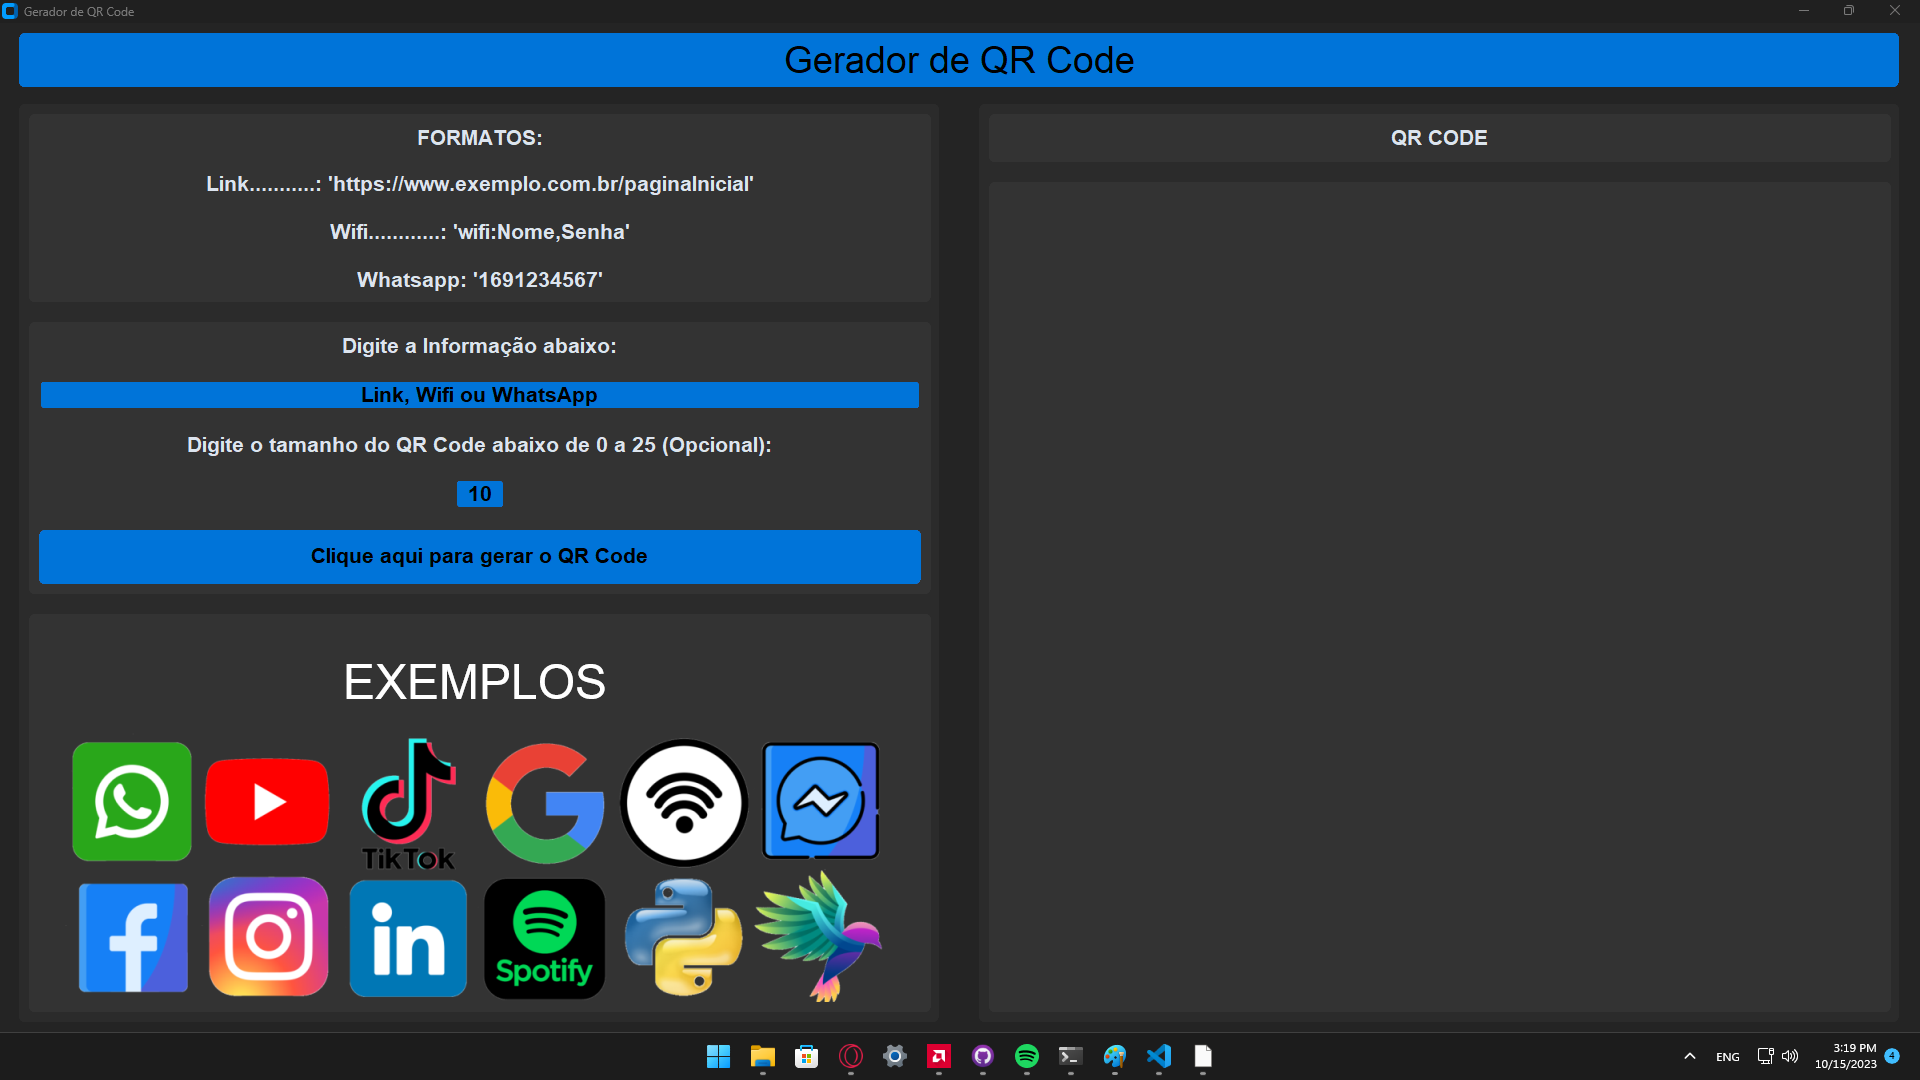 Gerador de QR Code
Gerador de QR Code
FORMATOS:
Link...........: 'https://www.exemplo.com.br/paginaInicial'
Wifi............: 'wifi:Nome,Senha'
Whatsapp: '1691234567'
Digite a Informação abaixo:
Link, Wifi ou WhatsApp
Digite o tamanho do QR Code abaixo de 0 a 25 (Opcional):
10
Clique aqui para gerar o QR Code
EXEMPLOS
TikTok
in
Spotify
QR CODE
ENG
3:19 PM
10/15/2023
4